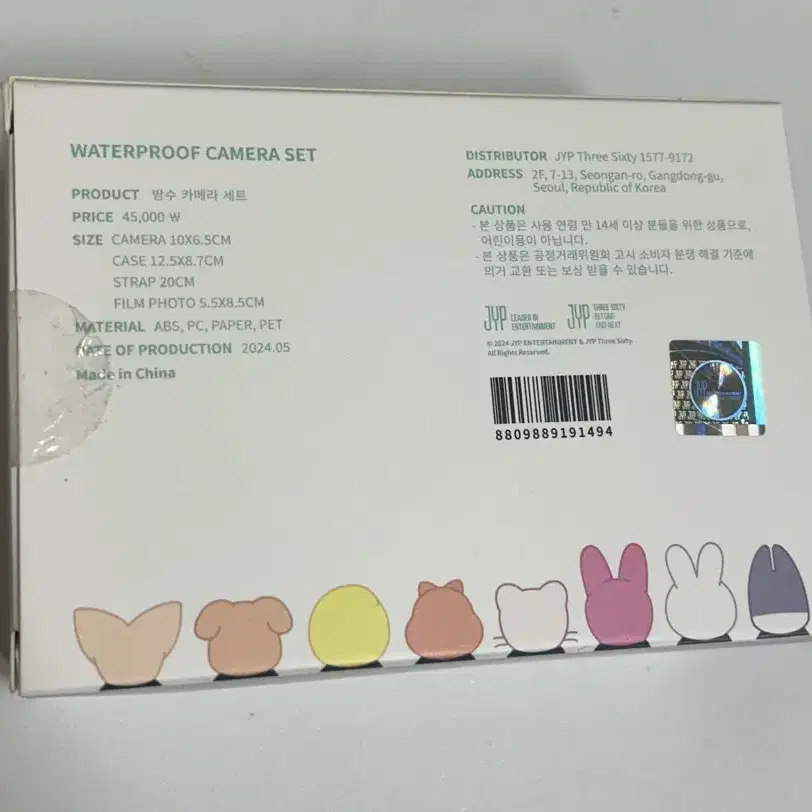 WATERPROOF CAMERA SET
PRODUCT 방수 카메라 세트
PRICE 45,000 ₩
SIZE CAMERA 10X6.5CM
CASE 12.5X8.7CM
STRAP 20CM
FILM PHOTO 5.5X8.5CM
MATERIAL ABS, PC, PAPER, PET
DATE OF PRODUCTION 2024.05
Made in China
DISTRIBUTOR JYP Three Sixty 1577-9172
ADDRESS 2F, 7-13, Seongan-ro, Gangdong-gu,
Seoul, Republic of Korea
CAUTION
- 본 상품은 사용 연령 만 14세 이상 분들을 위한 상품으로,
어린이용이 아닙니다.
- 본 상품은 공정거래위원회 고시 소비자 분쟁 해결 기준에
의거 교환 또는 보상 받을 수 있습니다.
JYP LEADER IN
ENTERTAINMENT
JYP THREE SIXTY
BEYOND
AND NEXT
© 2024 JYP ENTERTAINMENT & JYP Three Sixty.
All Rights Reserved.
8809889191494
JYP